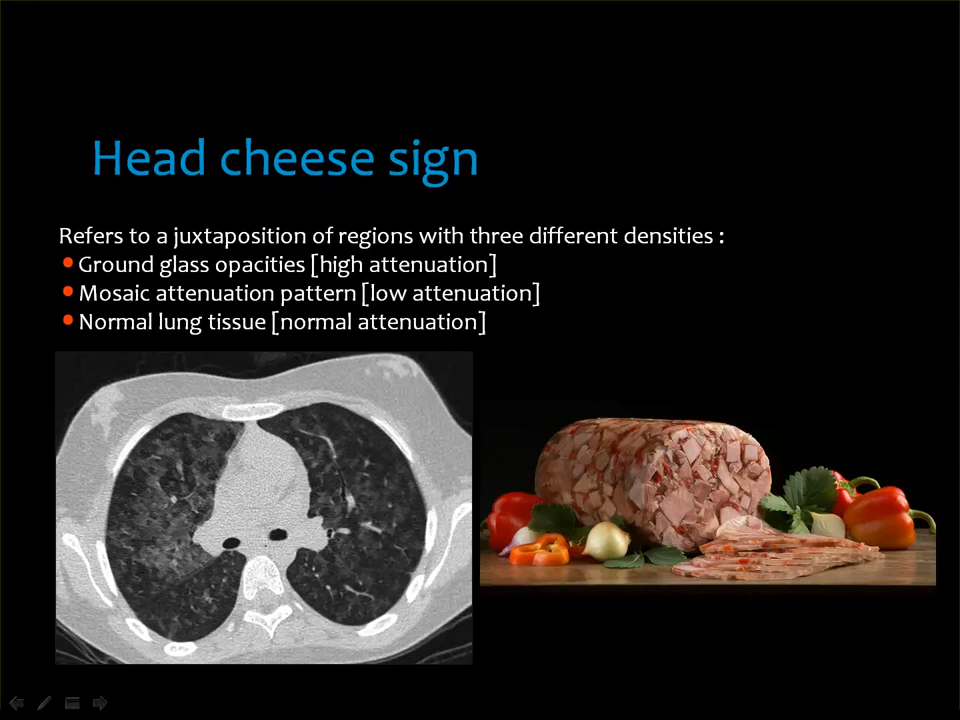 Head cheese sign
Refers to a juxtaposition of regions with three different densities :
• Ground glass opacities [high attenuation]
• Mosaic attenuation pattern [low attenuation]
• Normal lung tissue [normal attenuation]